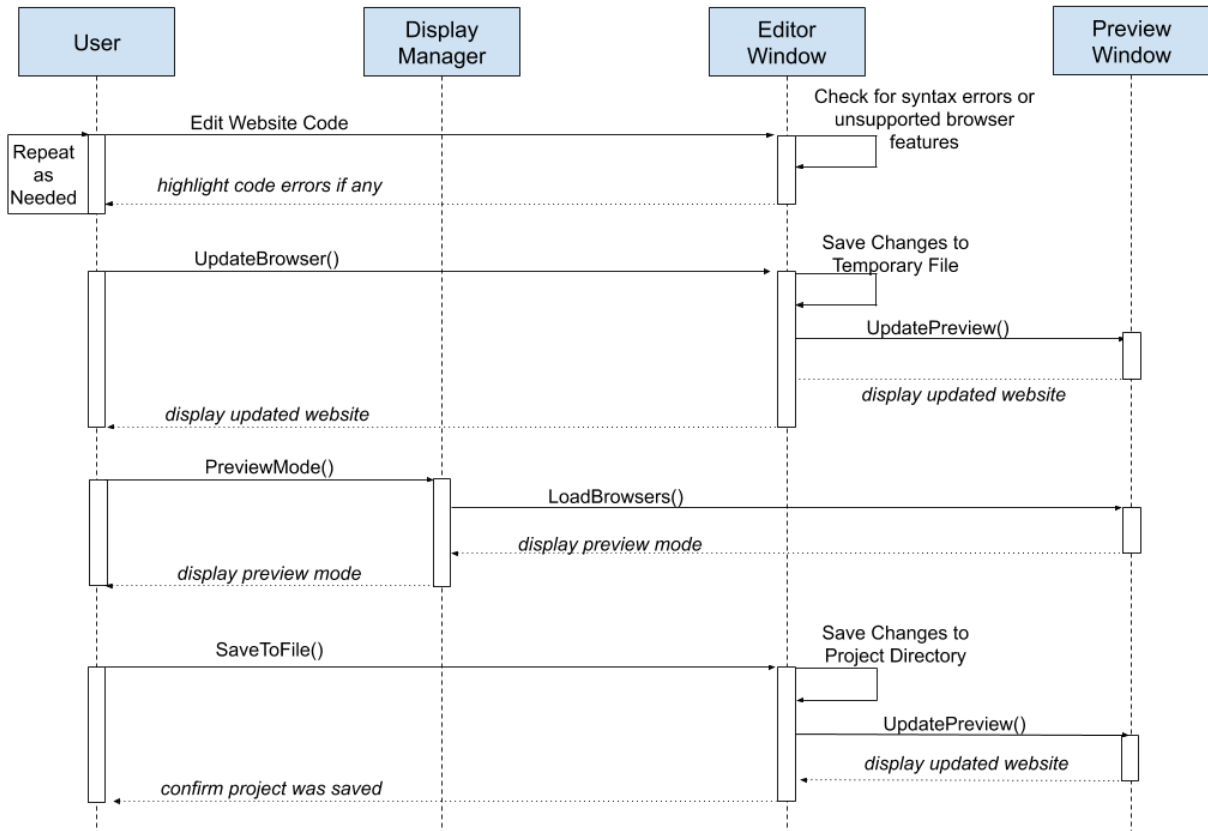 User
Display
Manager
Editor
Window
Preview
Window
Edit Website Code
Check for syntax errors or
unsupported browser
features
Repeat
as
Needed
highlight code errors if any
UpdateBrowser()
Save Changes to
Temporary File
UpdatePreview()
display updated website
display updated website
PreviewMode()
LoadBrowsers()
display preview mode
display preview mode
SaveToFile()
Save Changes to
Project Directory
UpdatePreview()
display updated website
confirm project was saved